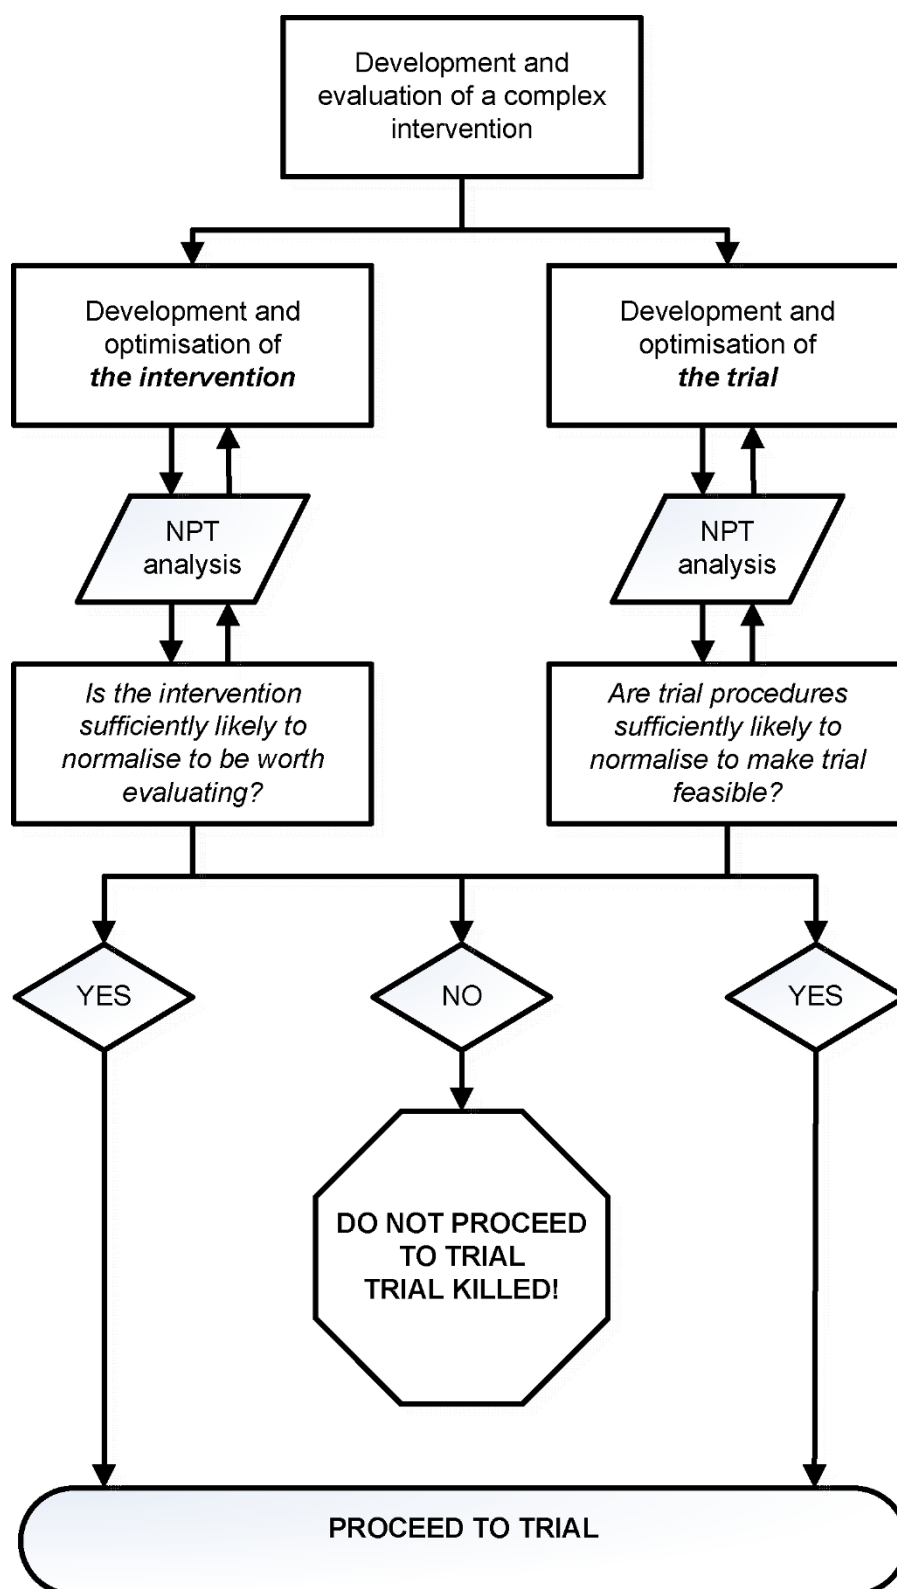 Development and
evaluation of a complex
intervention
Development and
optimisation of
the intervention
Development and
optimisation of
the trial
NPT
analysis
NPT
analysis
Is the intervention
sufficiently likely to
normalise to be worth
evaluating?
Are trial procedures
sufficiently likely to
normalise to make trial
feasible?
YES
NO
YES
DO NOT PROCEED
TO TRIAL
TRIAL KILLED!
PROCEED TO TRIAL